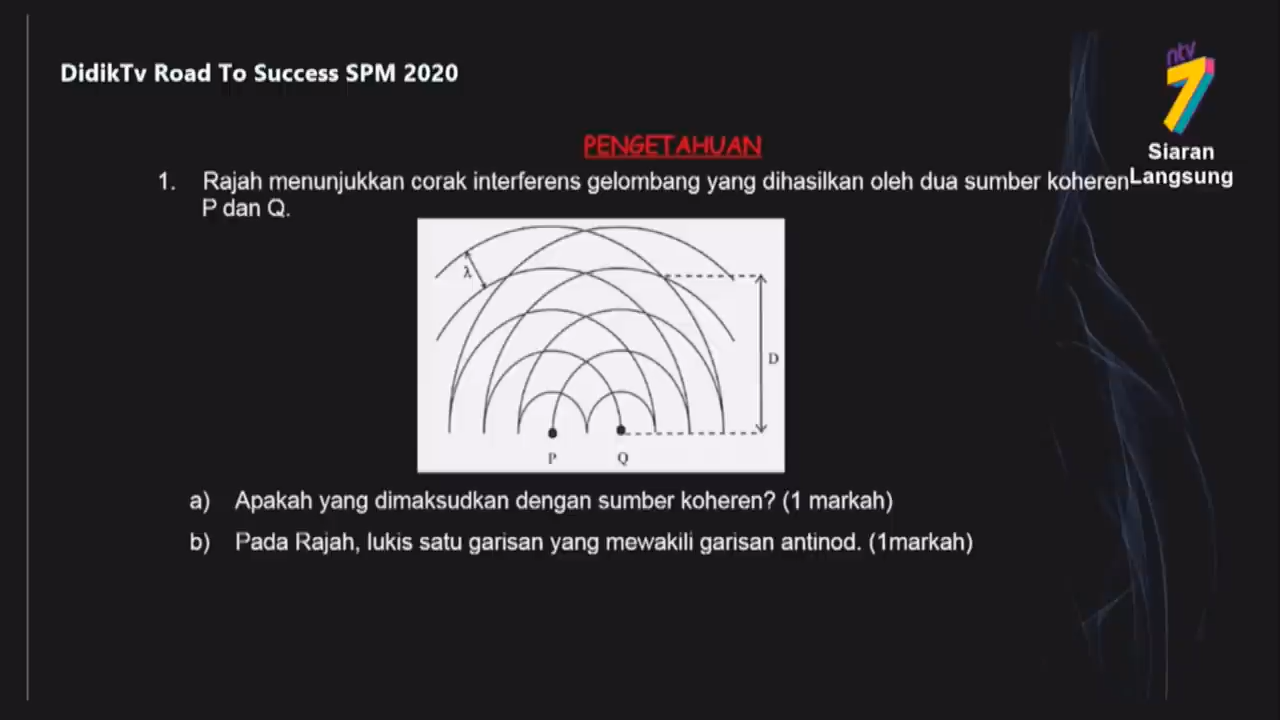 DidikTv Road To Success SPM 2020
ntv
7
Siaran
Langsung
PENGETAHUAN
1. Rajah menunjukkan corak interferens gelombang yang dihasilkan oleh dua sumber koheren
P dan Q.
λ
D
P
Q
a) Apakah yang dimaksudkan dengan sumber koheren? (1 markah)
b) Pada Rajah, lukis satu garisan yang mewakili garisan antinod. (1markah)